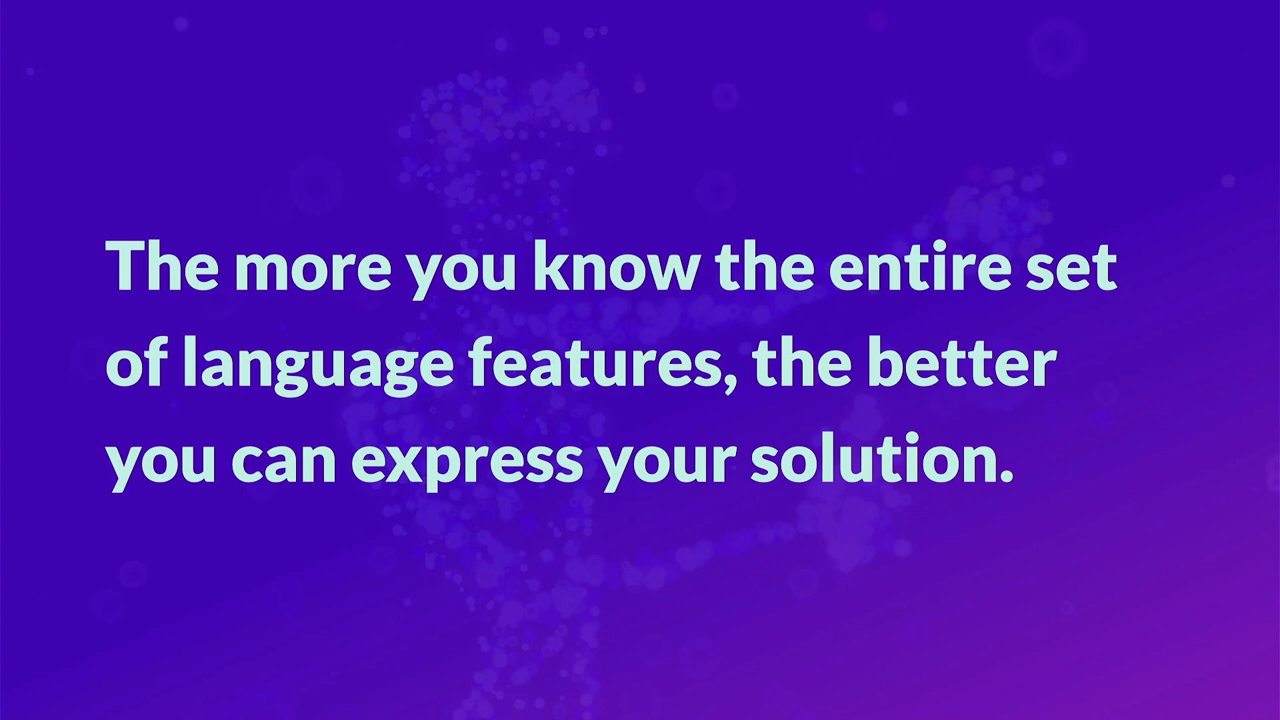 The more you know the entire set
of language features, the better
you can express your solution.